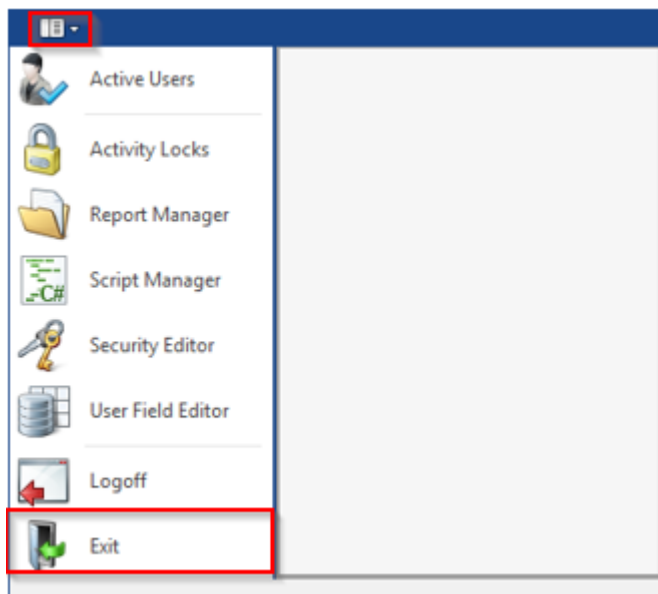 Active Users
Activity Locks
Report Manager
C#
Script Manager
Security Editor
User Field Editor
Logoff
Exit